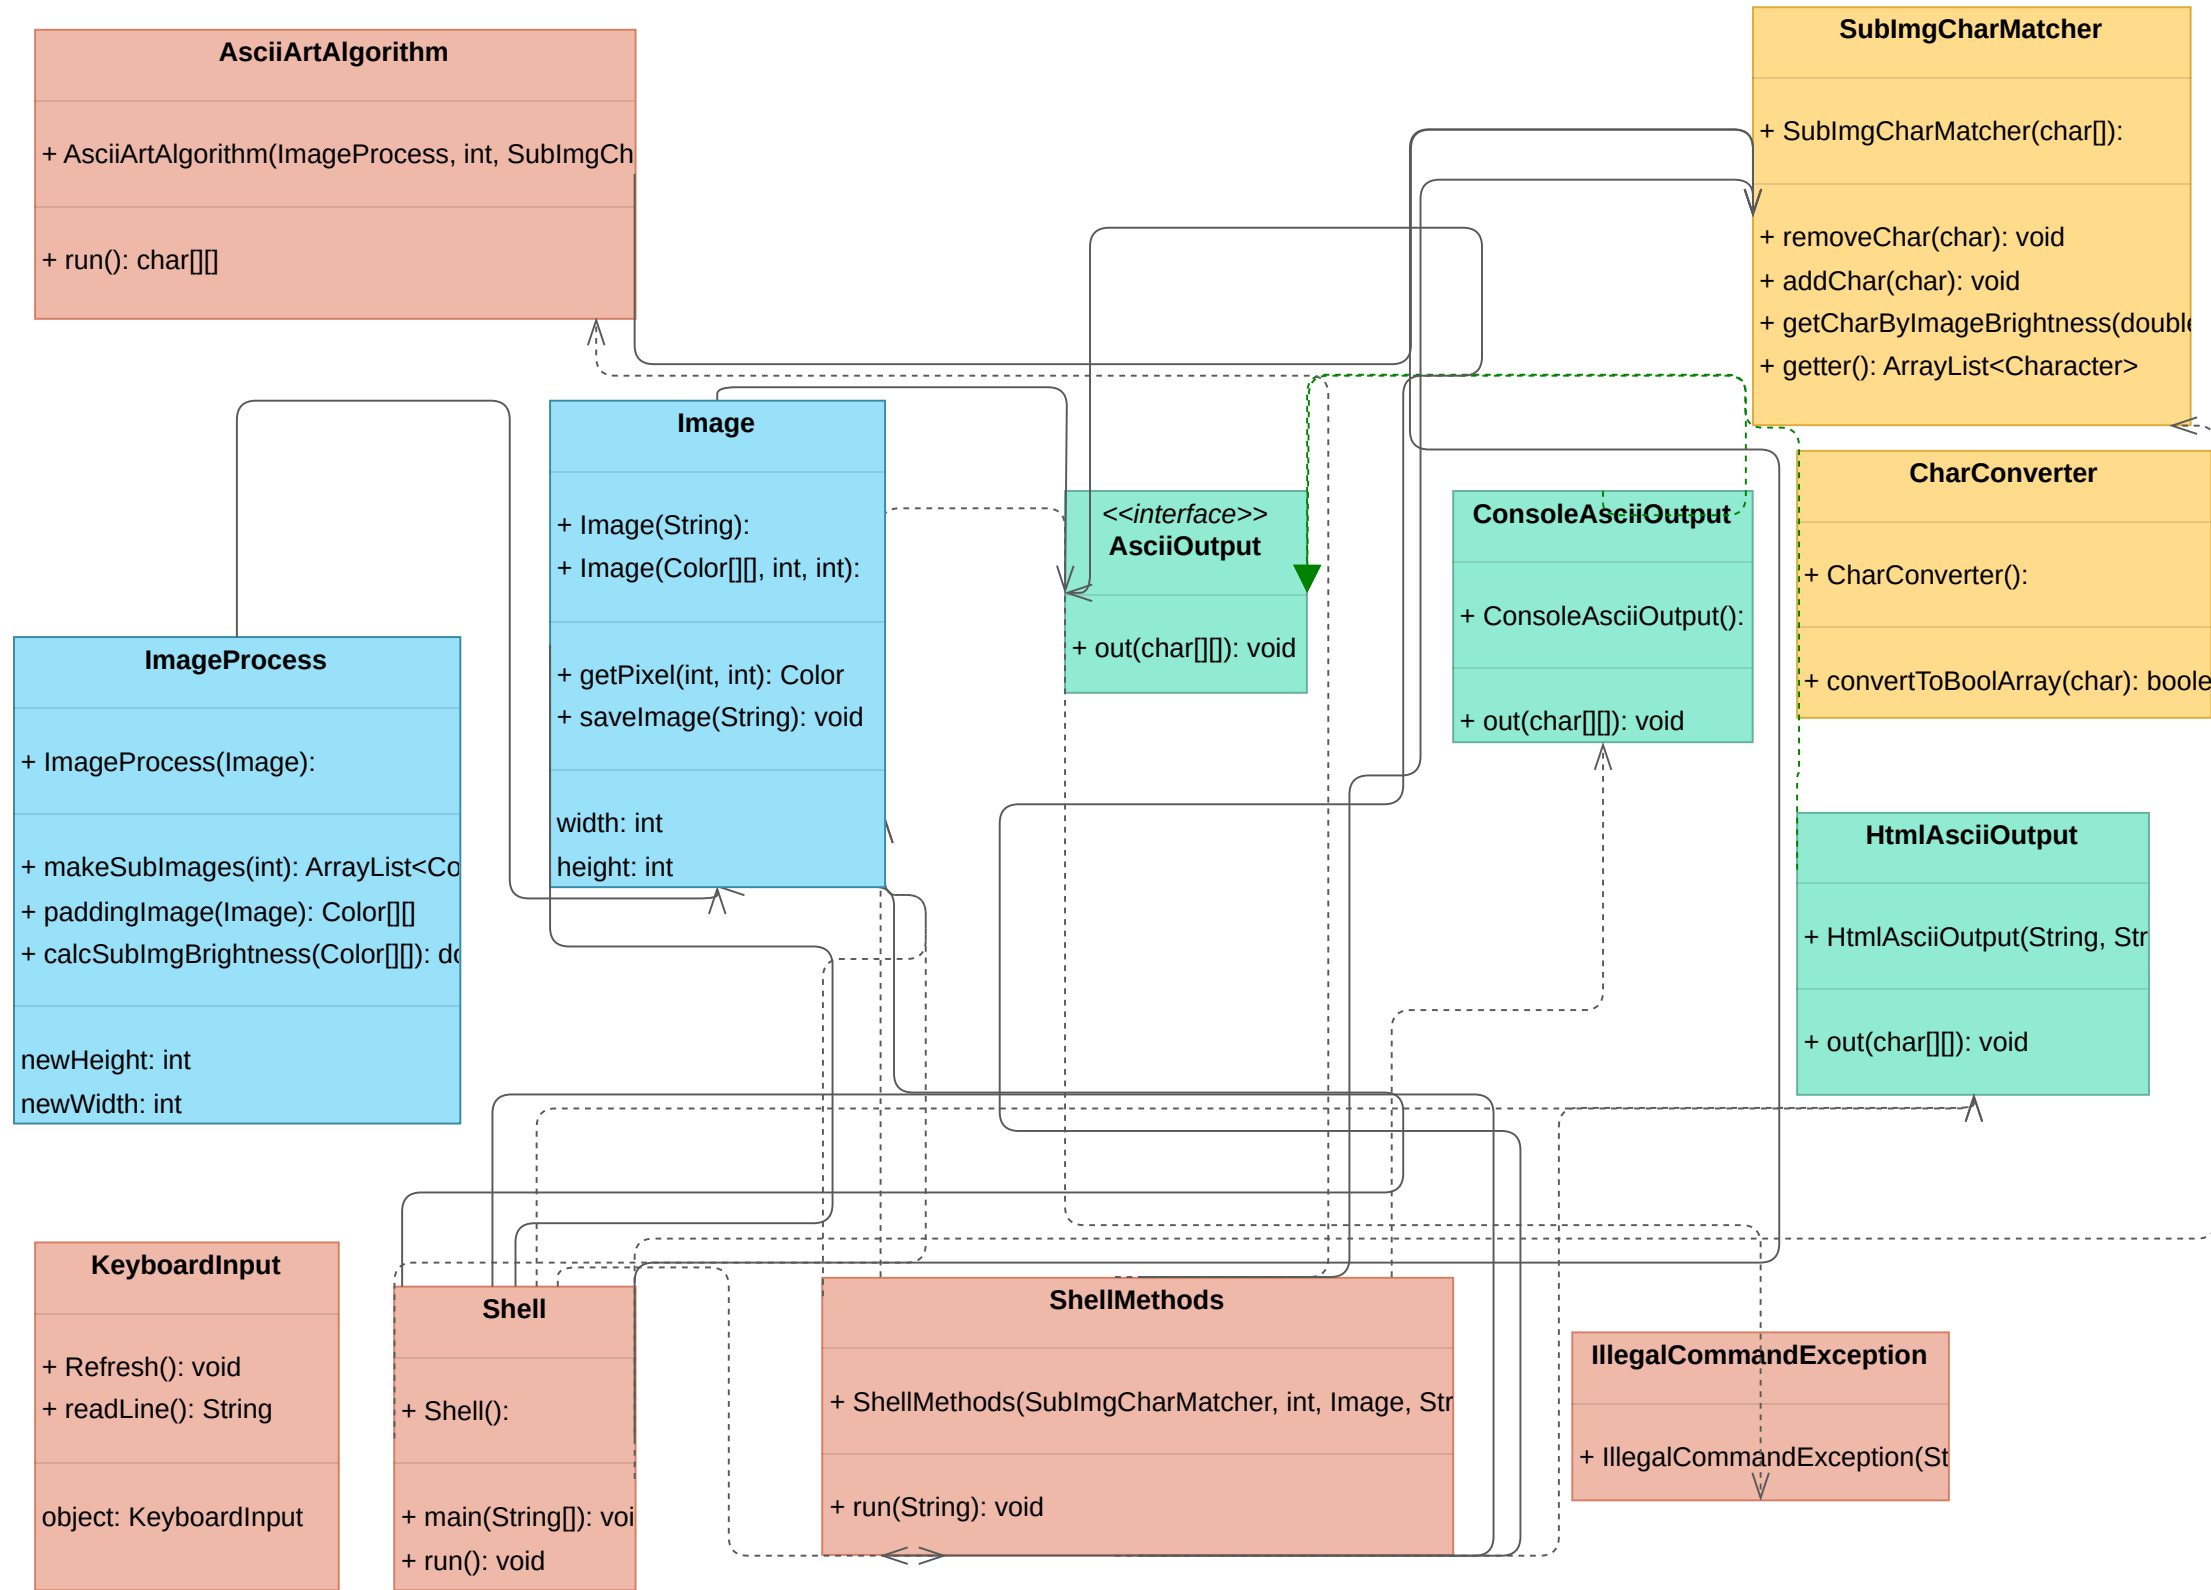 AsciiArtAlgorithm
+ AsciiArtAlgorithm(ImageProcess, int, SubImgCh
+ run(): char[][]
SubImgCharMatcher
+ SubImgCharMatcher(char[]):
+ removeChar(char): void
+ addChar(char): void
+ getCharByImageBrightness(double
+ getter(): ArrayList<Character>
Image
+ Image(String):
+ Image(Color[][], int, int):
+ getPixel(int, int): Color
+ saveImage(String): void
width: int
height: int
<<interface>>
AsciiOutput
+ out(char[][]): void
ConsoleAsciiOutput
+ ConsoleAsciiOutput():
+ out(char[][]): void
CharConverter
+ CharConverter():
+ convertToBoolArray(char): boole
ImageProcess
+ ImageProcess(Image):
+ makeSubImages(int): ArrayList<Co
+ paddingImage(Image): Color[][]
+ calcSubImgBrightness(Color[][]): do
newHeight: int
newWidth: int
HtmlAsciiOutput
+ HtmlAsciiOutput(String, Str
+ out(char[][]): void
KeyboardInput
+ Refresh(): void
+ readLine(): String
object: KeyboardInput
Shell
+ Shell():
+ main(String[]): voi
+ run(): void
ShellMethods
+ ShellMethods(SubImgCharMatcher, int, Image, Str
+ run(String): void
IllegalCommandException
+ IllegalCommandException(St